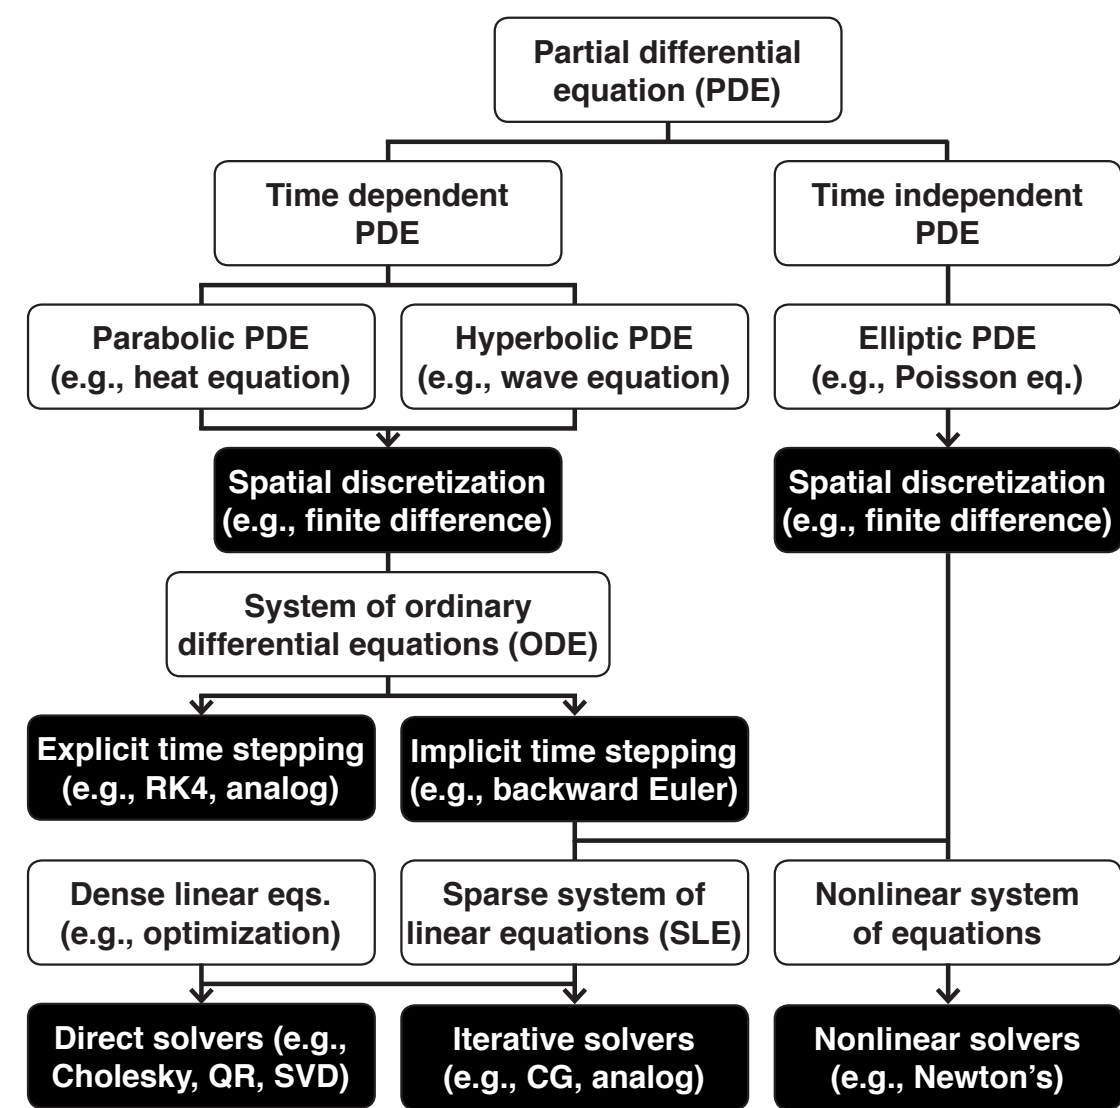 Partial differential
equation (PDE)
Time dependent
PDE
Time independent
PDE
Parabolic PDE
(e.g., heat equation)
Hyperbolic PDE
(e.g., wave equation)
Elliptic PDE
(e.g., Poisson eq.)
Spatial discretization
(e.g., finite difference)
Spatial discretization
(e.g., finite difference)
System of ordinary
differential equations (ODE)
Explicit time stepping
(e.g., RK4, analog)
Implicit time stepping
(e.g., backward Euler)
Dense linear eqs.
(e.g., optimization)
Sparse system of
linear equations (SLE)
Nonlinear system
of equations
Direct solvers (e.g.,
Cholesky, QR, SVD)
Iterative solvers
(e.g., CG, analog)
Nonlinear solvers
(e.g., Newton’s)